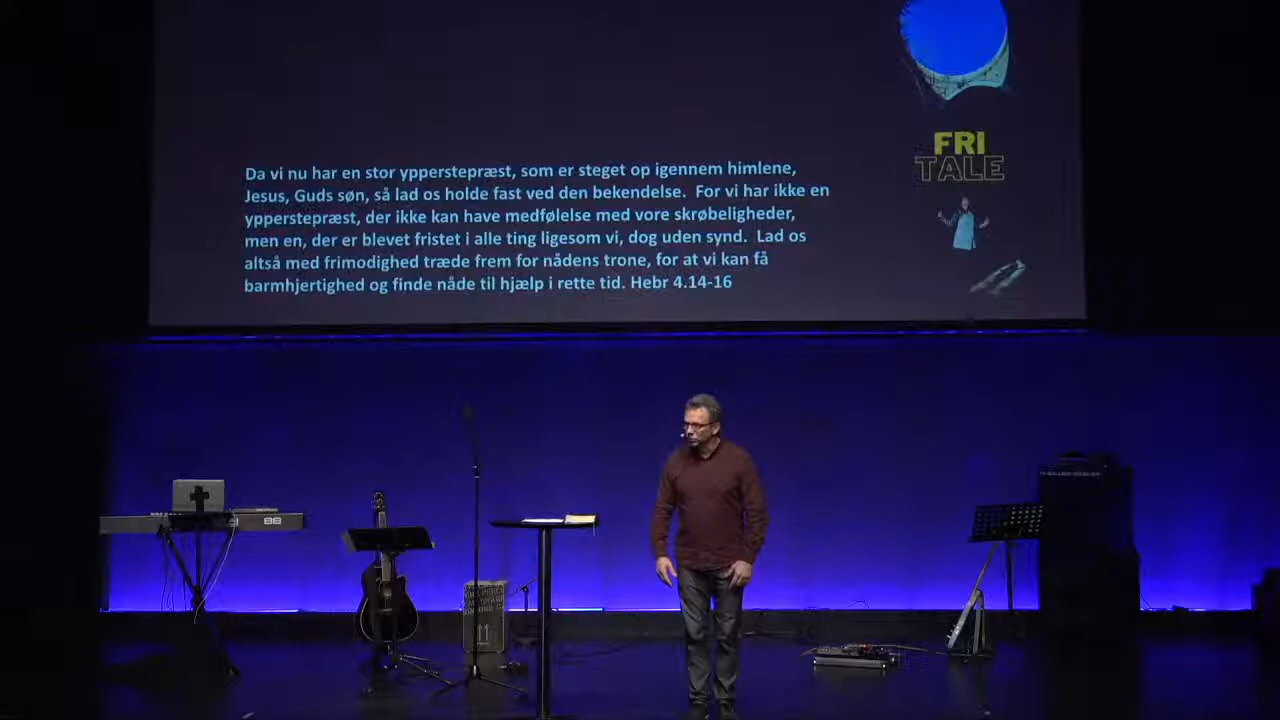 Da vi nu har en stor ypperstepræst, som er steget op igennem himlene,
Jesus, Guds søn, så lad os holde fast ved den bekendelse.  For vi har ikke en
ypperstepræst, der ikke kan have medfølelse med vore skrøbeligheder,
men en, der er blevet fristet i alle ting ligesom vi, dog uden synd.  Lad os
altså med frimodighed træde frem for nådens trone, for at vi kan få
barmhjertighed og finde nåde til hjælp i rette tid. Hebr 4.14-16
FRI
TALE
88